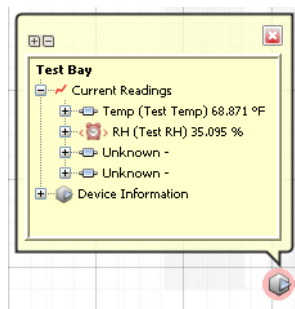 Test Bay
Current Readings
Temp (Test Temp) 68.871 °F
RH (Test RH) 35.095 %
Unknown -
Unknown -
Device Information